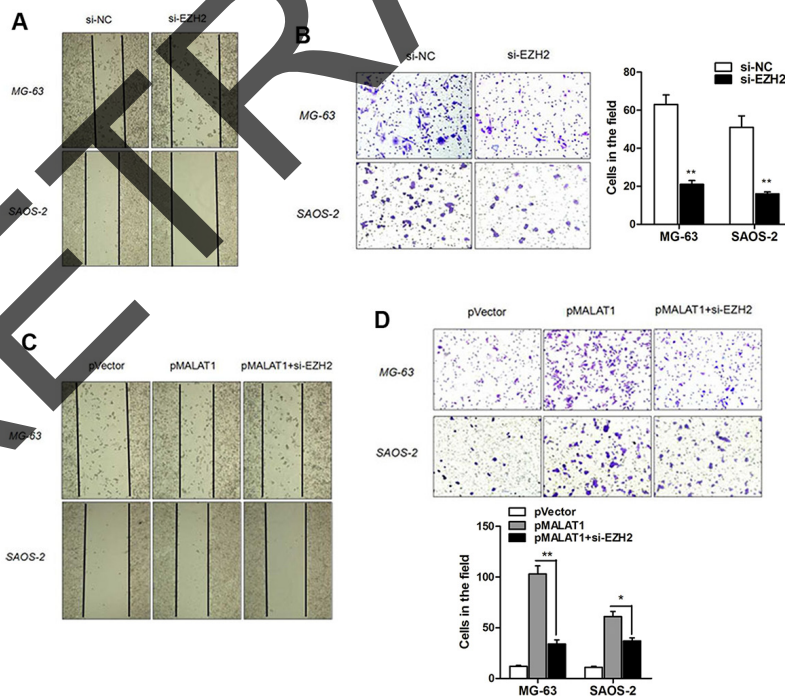 A
si-NC si-EZH2
MG-63
SAOS-2
B
si-NC si-EZH2
MG-63
SAOS-2
si-NC
si-EZH2
Cells in the field
80
60
40
20
0
**
**
MG-63 SAOS-2
C
pVector pMALAT1 pMALAT1+si-EZH2
MG-63
SAOS-2
D
pVector pMALAT1 pMALAT1+si-EZH2
MG-63
SAOS-2
pVector
pMALAT1
pMALAT1+si-EZH2
Cells in the field
150
100
50
0
**
*
MG-63 SAOS-2